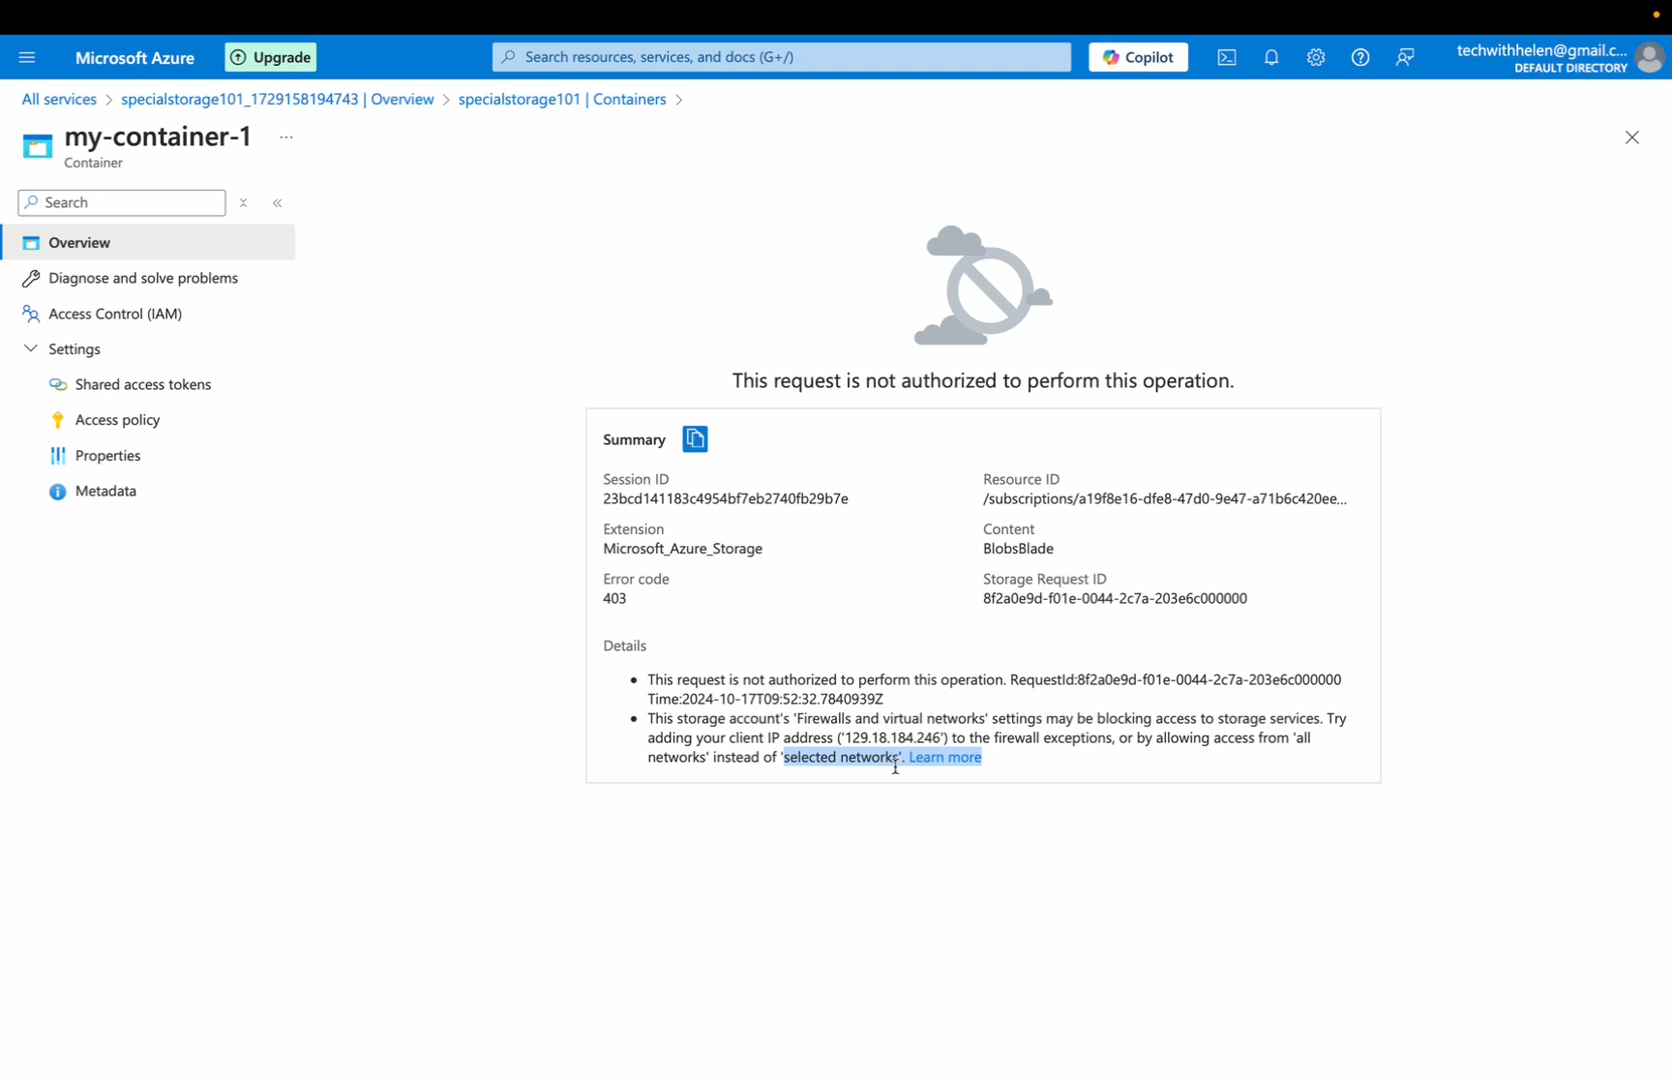 Microsoft Azure
Upgrade
Search resources, services, and docs (G+/)
Copilot
techwithhelen@gmail.c...
DEFAULT DIRECTORY
All services > specialstorage101_1729158194743 | Overview > specialstorage101 | Containers >
my-container-1 ...
Container
Search
Overview
Diagnose and solve problems
Access Control (IAM)
Settings
Shared access tokens
Access policy
Properties
Metadata
This request is not authorized to perform this operation.
Summary
Session ID
23bcd141183c4954bf7eb2740fb29b7e
Resource ID
/subscriptions/a19f8e16-dfe8-47d0-9e47-a71b6c420ee...
Extension
Microsoft_Azure_Storage
Content
BlobsBlade
Error code
403
Storage Request ID
8f2a0e9d-f01e-0044-2c7a-203e6c000000
Details
• This request is not authorized to perform this operation. RequestId:8f2a0e9d-f01e-0044-2c7a-203e6c000000
Time:2024-10-17T09:52:32.7840939Z
• This storage account's 'Firewalls and virtual networks' settings may be blocking access to storage services. Try
adding your client IP address ('129.18.184.246') to the firewall exceptions, or by allowing access from 'all
networks' instead of 'selected networks'. Learn more